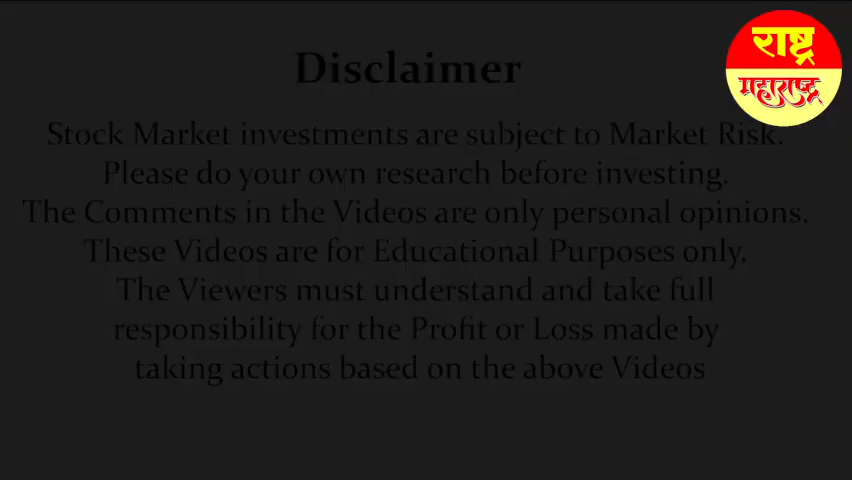 राष्ट्र
महाराष्ट्र
Disclaimer
Stock Market investments are subject to Market Risk.
Please do your own research before investing.
The Comments in the Videos are only personal opinions.
These Videos are for Educational Purposes only.
The Viewers must understand and take full
responsibility for the Profit or Loss made by
taking actions based on the above Videos